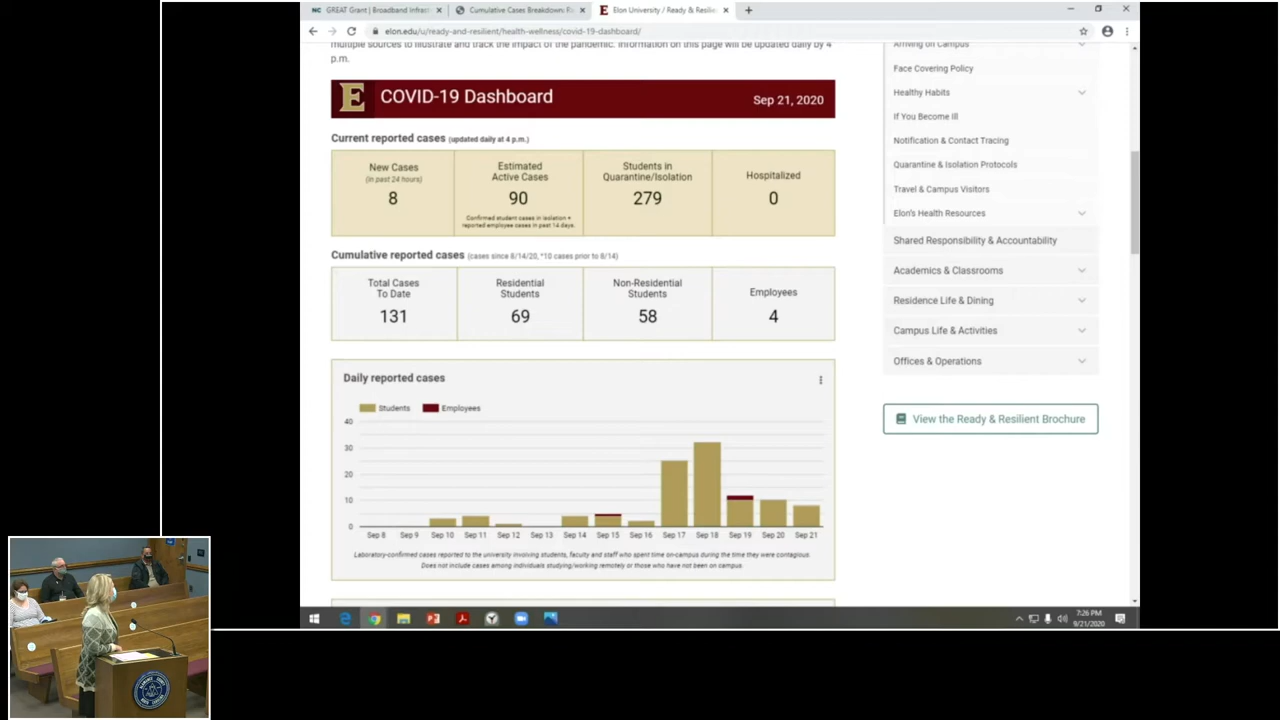 GREAT Grant | Broadband Infrast
Cumulative Cases Breakdown: Fa
Elon University / Ready & Resilie
elon.edu/u/ready-and-resilient/health-wellness/covid-19-dashboard/
multiple sources to illustrate and track the impact of the pandemic. Information on this page will be updated daily by 4
p.m.
E
COVID-19 Dashboard
Sep 21, 2020
Current reported cases (updated daily at 4 p.m.)
New Cases
(in past 24 hours)
8
Estimated
Active Cases
90
Confirmed student cases in isolation +
reported employee cases in past 14 days.
Students in
Quarantine/Isolation
279
Hospitalized
0
Cumulative reported cases (cases since 8/14/20, *10 cases prior to 8/14)
Total Cases
To Date
131
Residential
Students
69
Non-Residential
Students
58
Employees
4
Daily reported cases
Students
Employees
40
30
20
10
0
Sep 8 Sep 9 Sep 10 Sep 11 Sep 12 Sep 13 Sep 14 Sep 15 Sep 16 Sep 17 Sep 18 Sep 19 Sep 20 Sep 21
Laboratory-confirmed cases reported to the university involving students, faculty and staff who spent time on-campus during the time they were contagious.
Does not include cases among individuals studying/working remotely or those who have not been on campus.
Arriving on Campus
Face Covering Policy
Healthy Habits
If You Become Ill
Notification & Contact Tracing
Quarantine & Isolation Protocols
Travel & Campus Visitors
Elon's Health Resources
Shared Responsibility & Accountability
Academics & Classrooms
Residence Life & Dining
Campus Life & Activities
Offices & Operations
View the Ready & Resilient Brochure
7:26 PM
9/21/2020